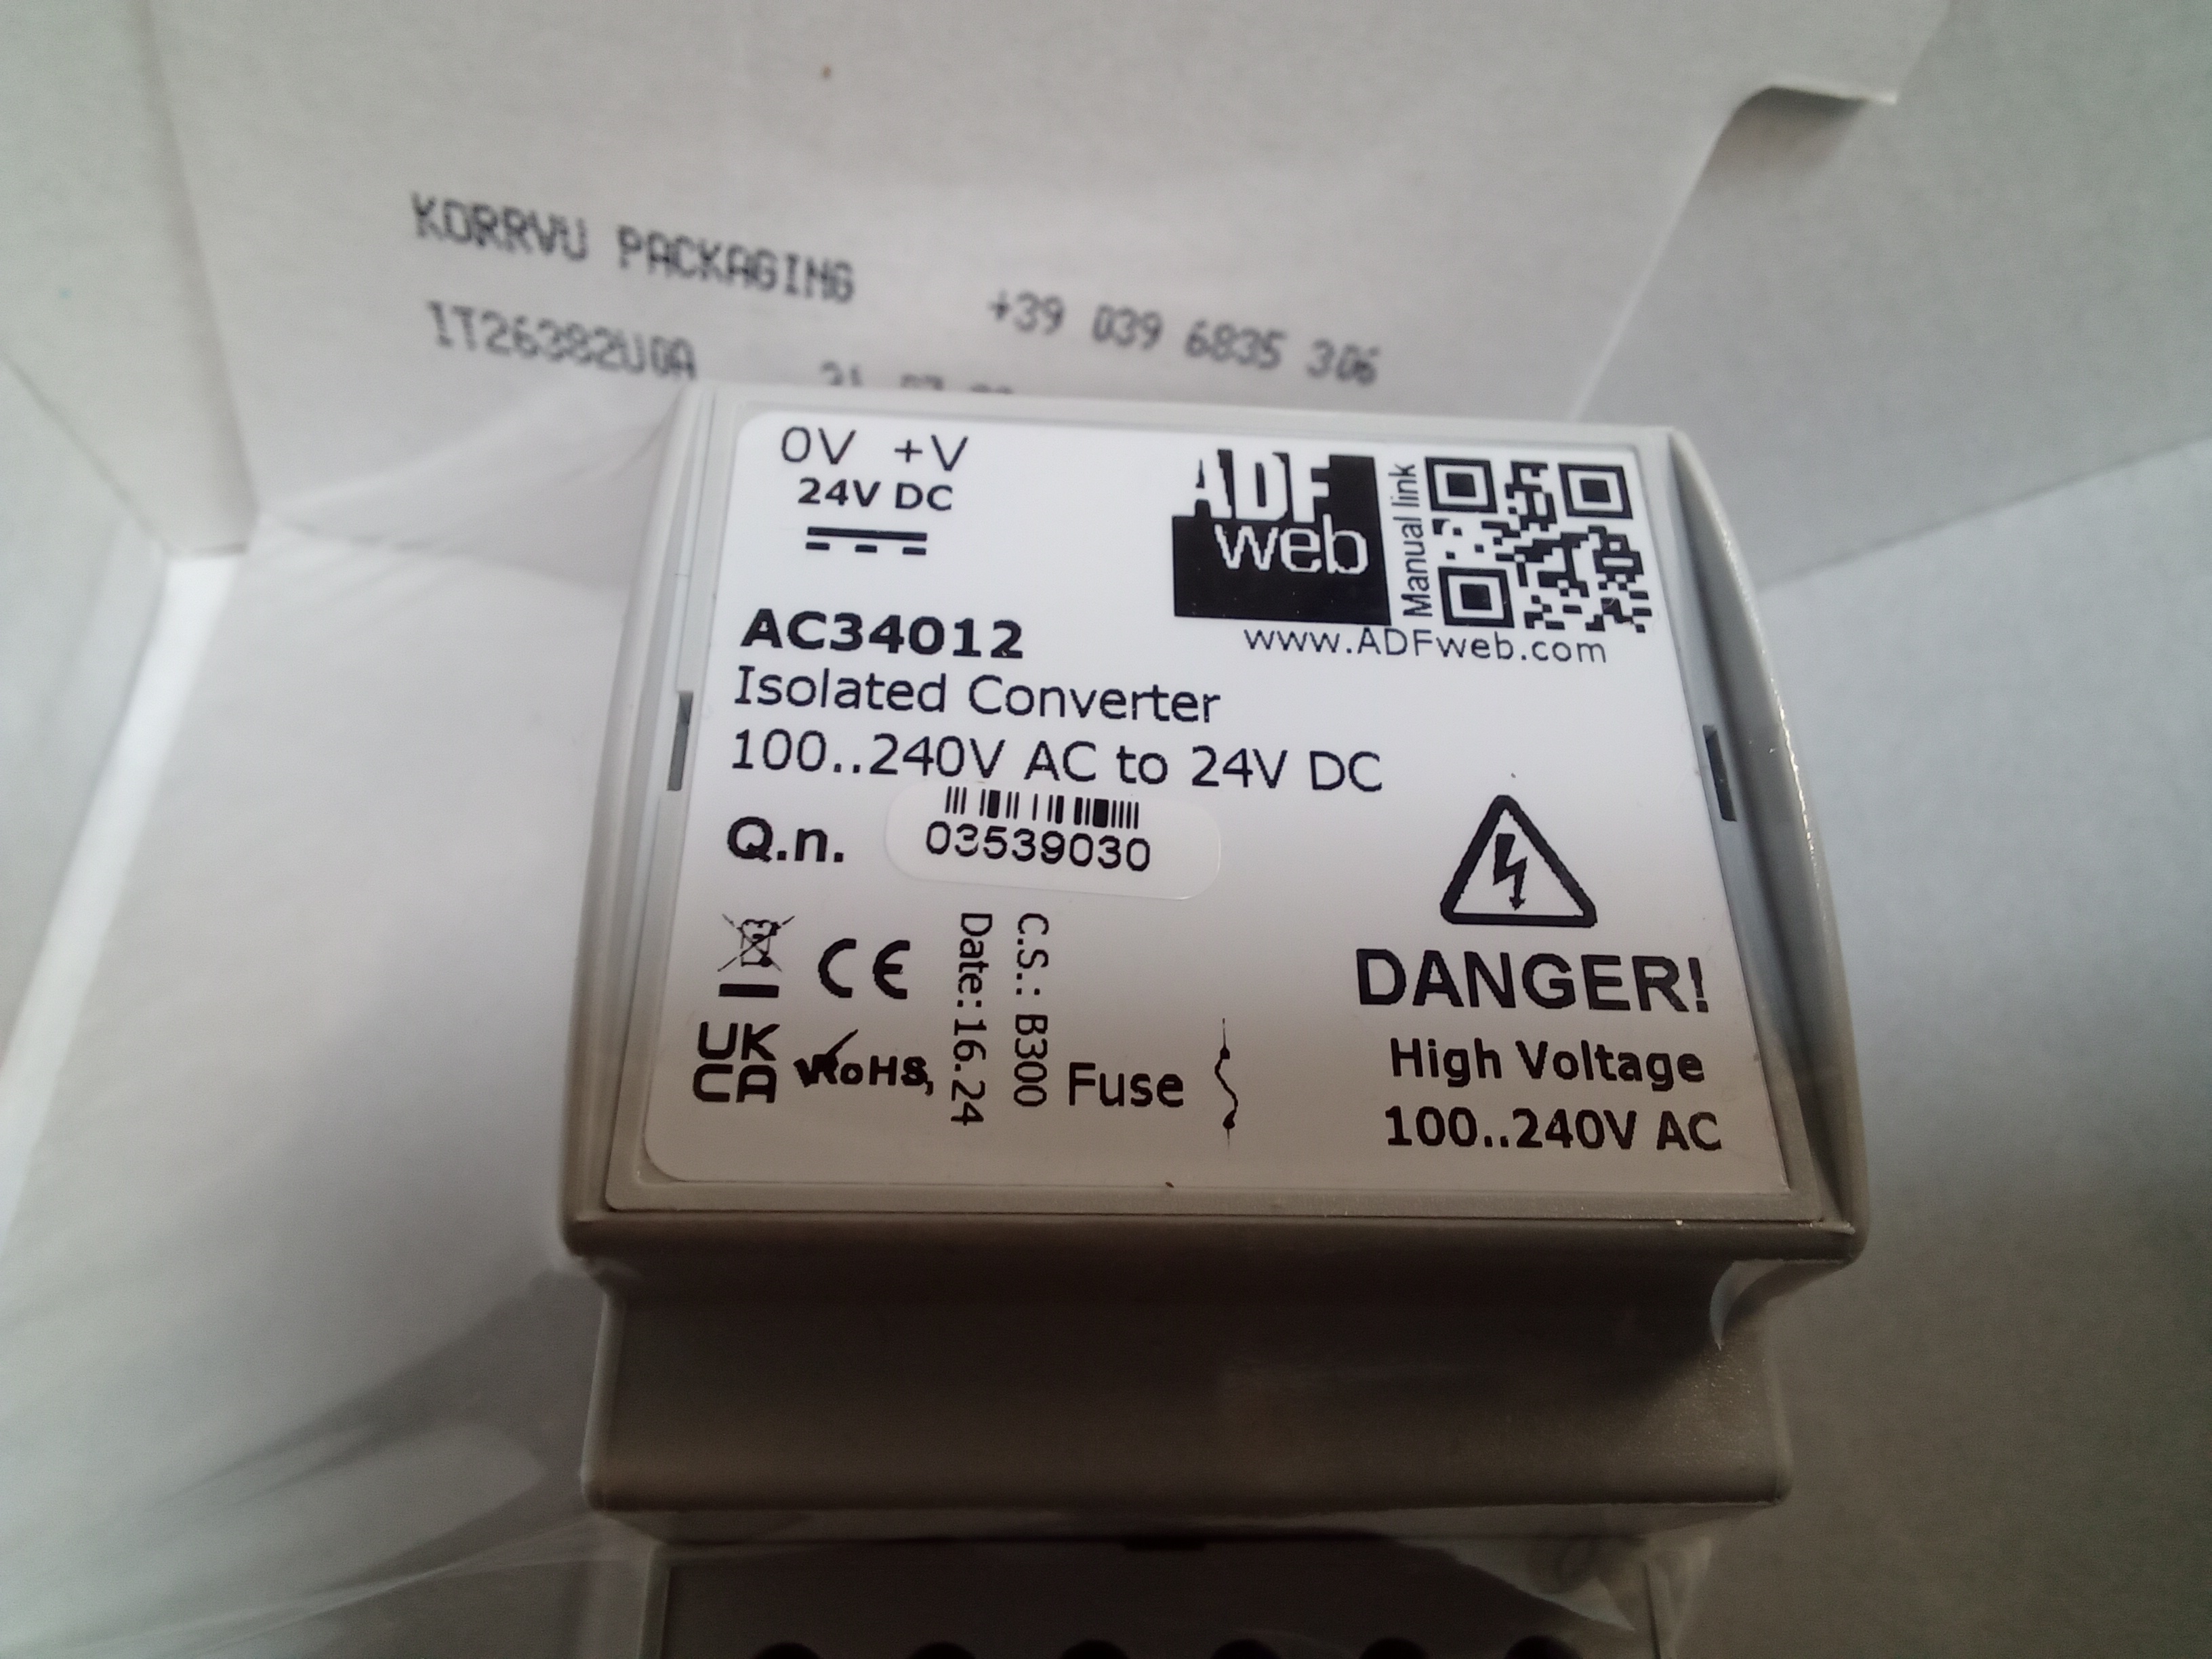 KORRVU PACKAGING +39 039 6835 306
IT26382U0A
0V +V
24V DC
ADF
web
Manual link
www.ADFweb.com
AC34012
Isolated Converter
100..240V AC to 24V DC
Q.n. 03539030
CE
UK
CA
RoHS
Date: 16.24
C.S.: B300
Fuse
DANGER!
High Voltage
100..240V AC